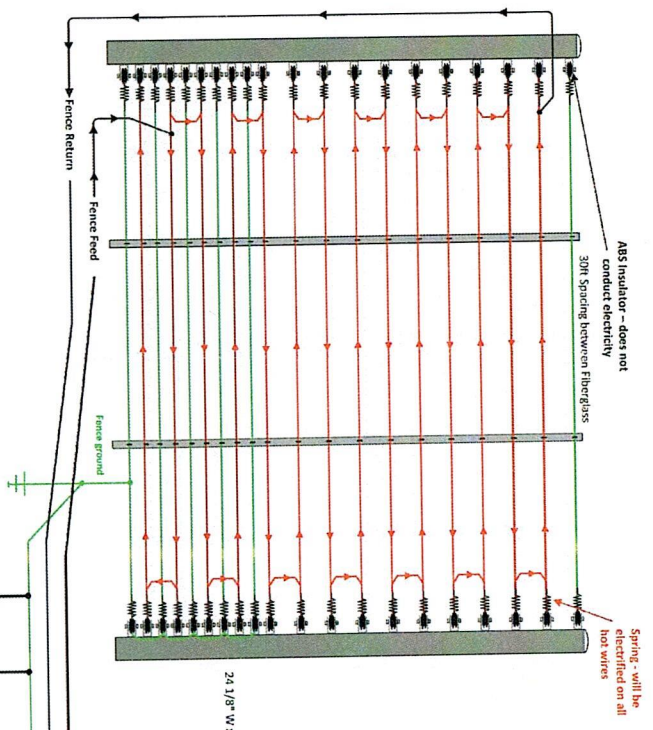 Fence Return
Fence Feed
ABS Insulator – does not
conduct electricity
30ft Spacing between Fiberglass
Fence ground
Spring - will be
electrified on all
hot wires
24 1/8" W